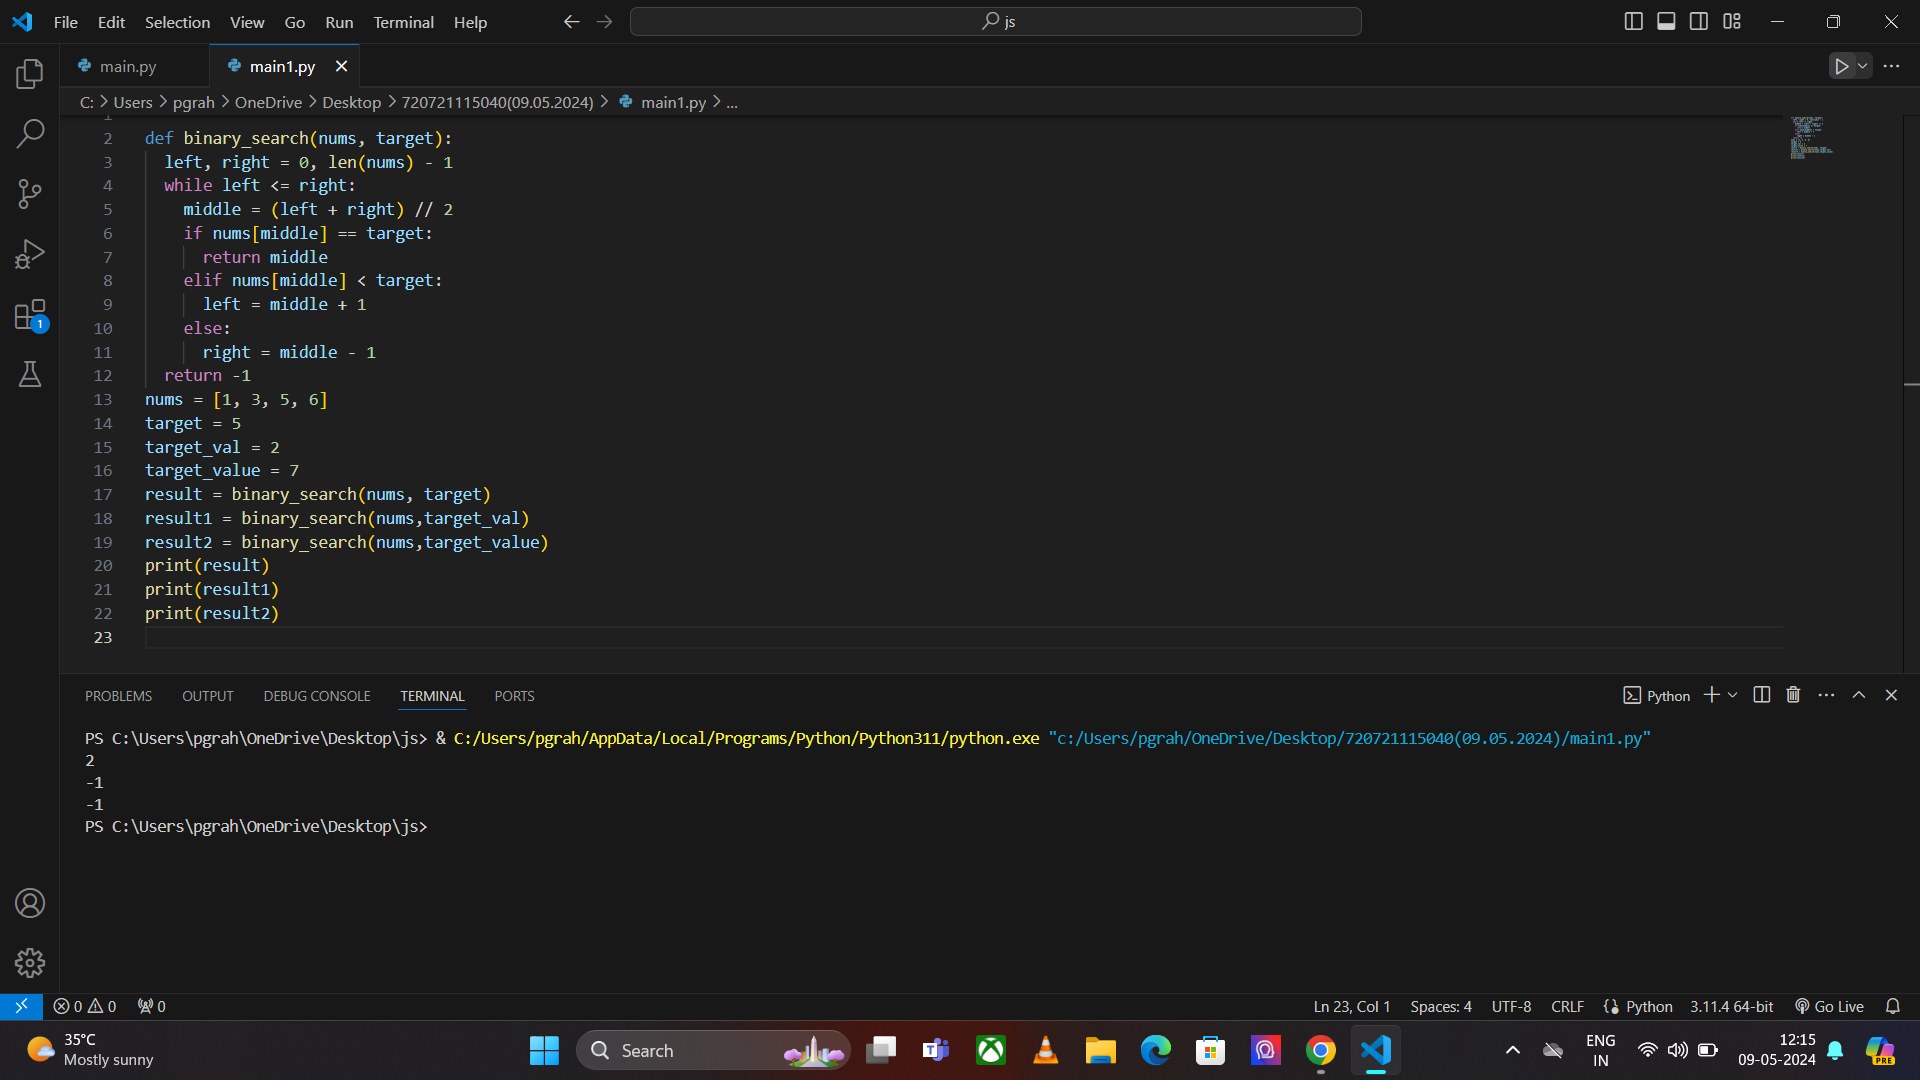 File Edit Selection View Go Run Terminal Help
js
main.py
main1.py
C: > Users > pgrah > OneDrive > Desktop > 720721115040(09.05.2024) > main1.py > ...
1
2 def binary_search(nums, target):
3 left, right = 0, len(nums) - 1
4 while left <= right:
5 middle = (left + right) // 2
6 if nums[middle] == target:
7 return middle
8 elif nums[middle] < target:
9 left = middle + 1
10 else:
11 right = middle - 1
12 return -1
13 nums = [1, 3, 5, 6]
14 target = 5
15 target_val = 2
16 target_value = 7
17 result = binary_search(nums, target)
18 result1 = binary_search(nums,target_val)
19 result2 = binary_search(nums,target_value)
20 print(result)
21 print(result1)
22 print(result2)
23
1
PROBLEMS OUTPUT DEBUG CONSOLE TERMINAL PORTS
Python
PS C:\Users\pgrah\OneDrive\Desktop\js> & C:/Users/pgrah/AppData/Local/Programs/Python/Python311/python.exe "c:/Users/pgrah/OneDrive/Desktop/720721115040(09.05.2024)/main1.py"
2
-1
-1
PS C:\Users\pgrah\OneDrive\Desktop\js>
0 0 0
Ln 23, Col 1 Spaces: 4 UTF-8 CRLF Python 3.11.4 64-bit Go Live
35°C
Mostly sunny
Search
ENG
IN
12:15
09-05-2024
PRE